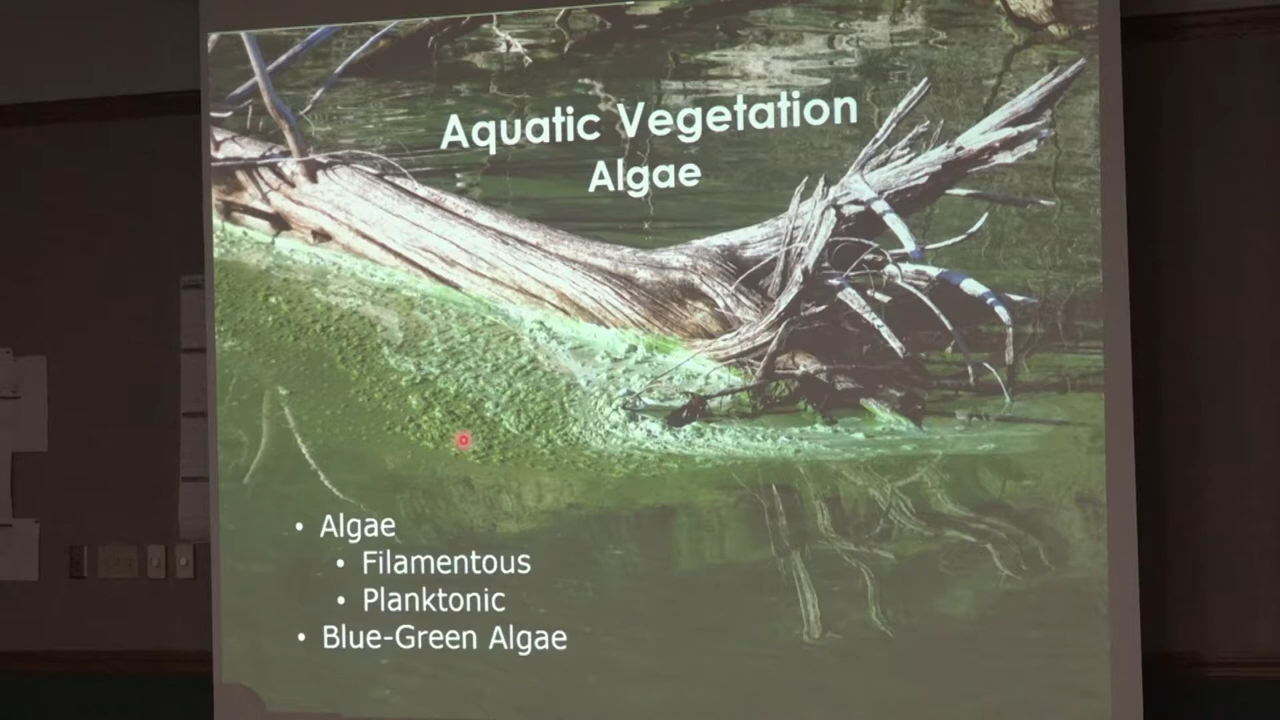 Aquatic Vegetation
Algae
• Algae
• Filamentous
• Planktonic
• Blue-Green Algae